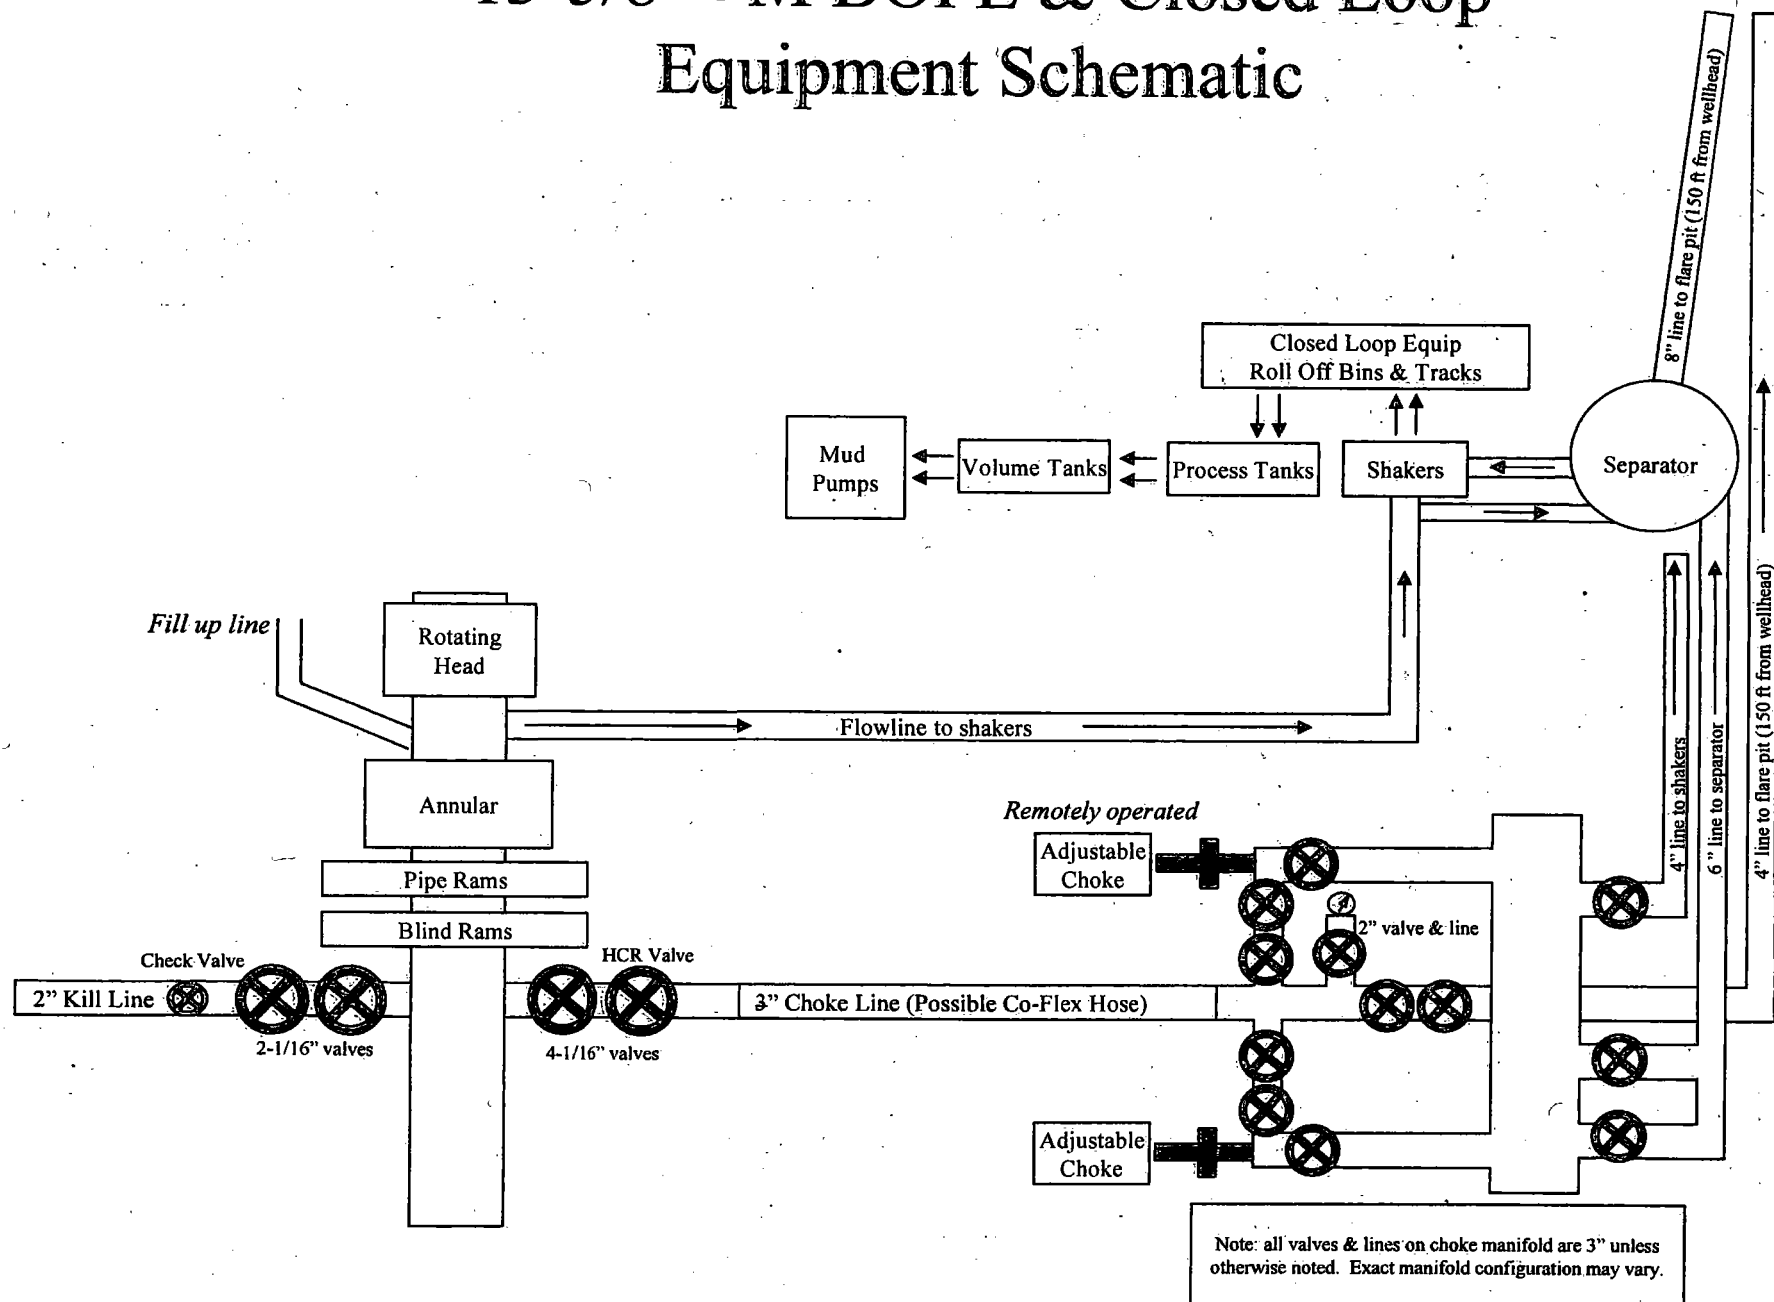 Equipment Schematic
8” line to flare pit (150 ft from wellhead)
Closed Loop Equip
Roll Off Bins & Tracks
Mud
Pumps
Volume Tanks
Process Tanks
Shakers
Separator
Fill up line
Rotating
Head
Flowline to shakers
Annular
Pipe Rams
Blind Rams
Remotely operated
Adjustable
Choke
4” line to shakers
6” line to separator
4” line to flare pit (150 ft from wellhead)
2” valve & line
Check Valve
HCR Valve
2” Kill Line
3” Choke Line (Possible Co-Flex Hose)
2-1/16” valves
4-1/16” valves
Adjustable
Choke
Note: all valves & lines on choke manifold are 3” unless
otherwise noted. Exact manifold configuration may vary.